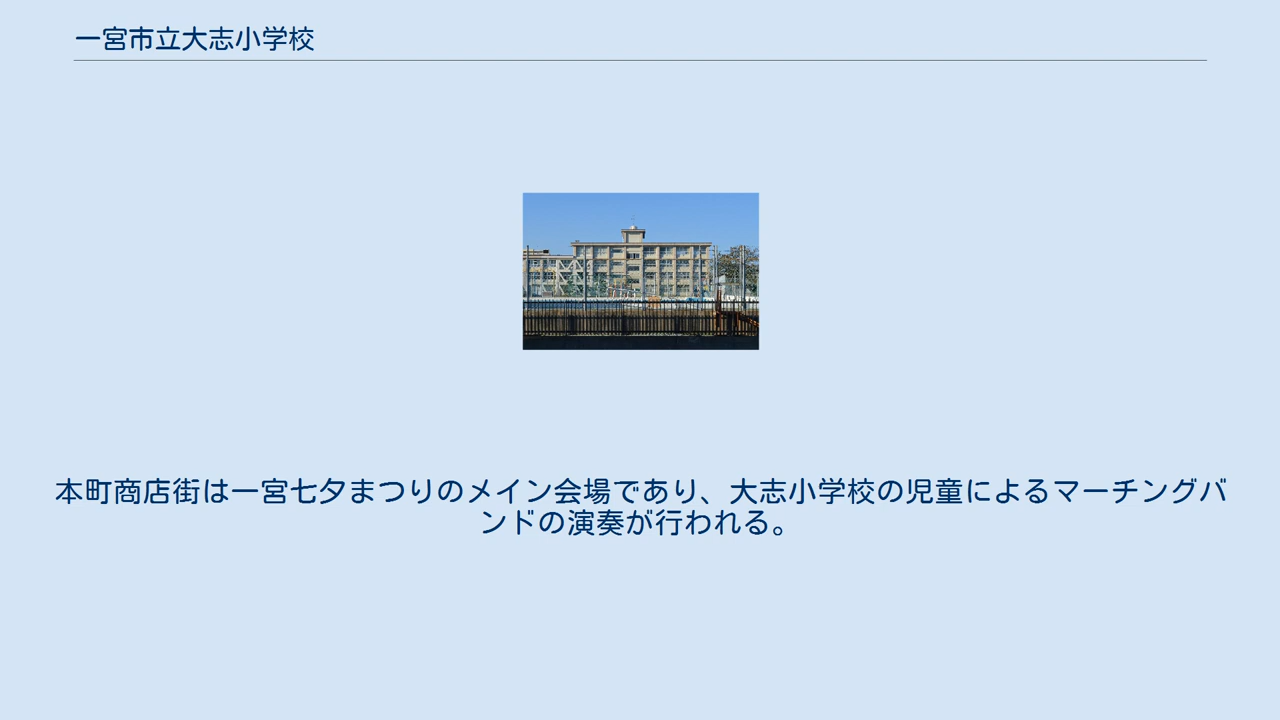 一宮市立大志小学校
本町商店街は一宮七夕まつりのメイン会場であり、大志小学校の児童によるマーチングバ
ンドの演奏が行われる。